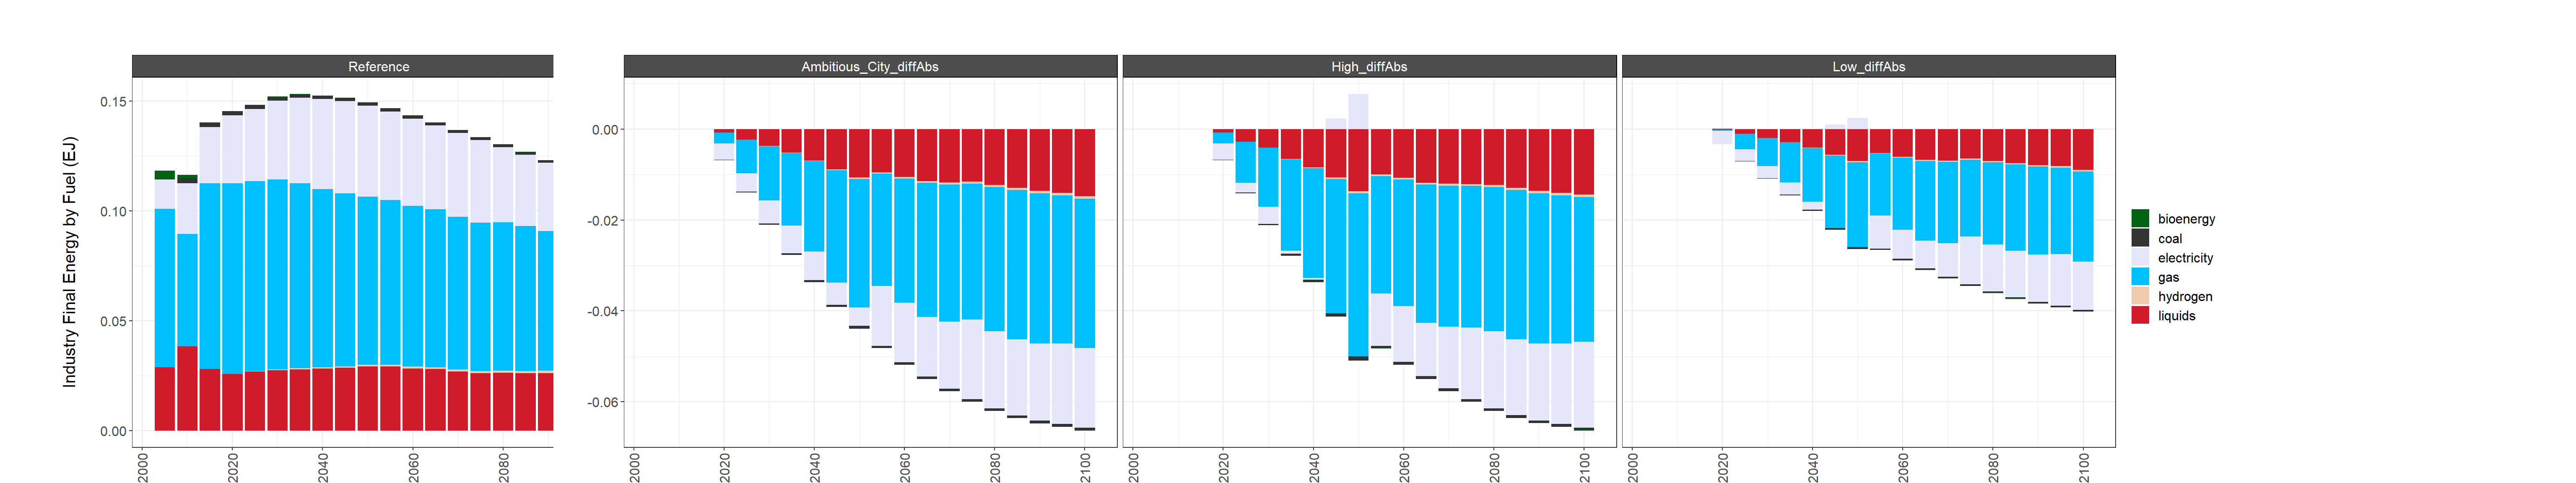 Reference
Ambitious_City_diffAbs
High_diffAbs
Low_diffAbs
Industry Final Energy by Fuel (EJ)
0.15
0.10
0.05
0.00
0.00
-0.02
-0.04
-0.06
2000
2020
2040
2060
2080
2000
2020
2040
2060
2080
2100
2000
2020
2040
2060
2080
2100
2000
2020
2040
2060
2080
2100
bioenergy
coal
electricity
gas
hydrogen
liquids